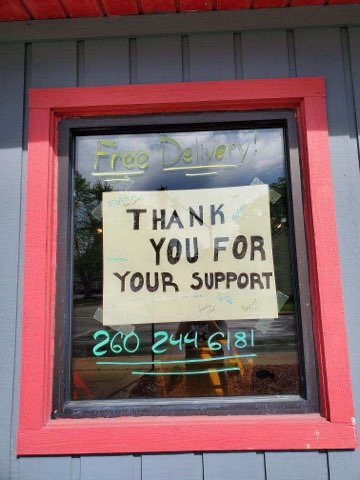 Free Delivery!
THANK
YOU FOR
YOUR SUPPORT
260 244 6181